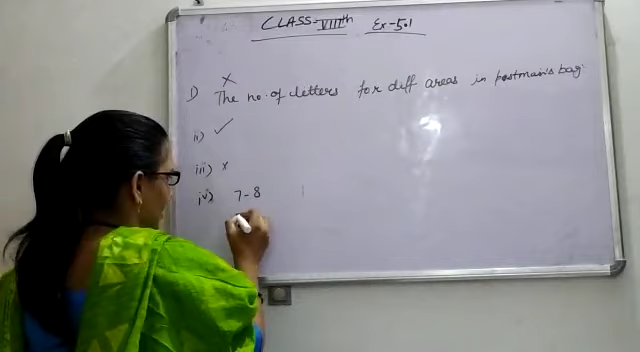 CLASS-VIIIth Ex-5.1
1) x
The no. of letters for diff areas in postman's bag
ii) ✓
iii) x
iv) 7-8